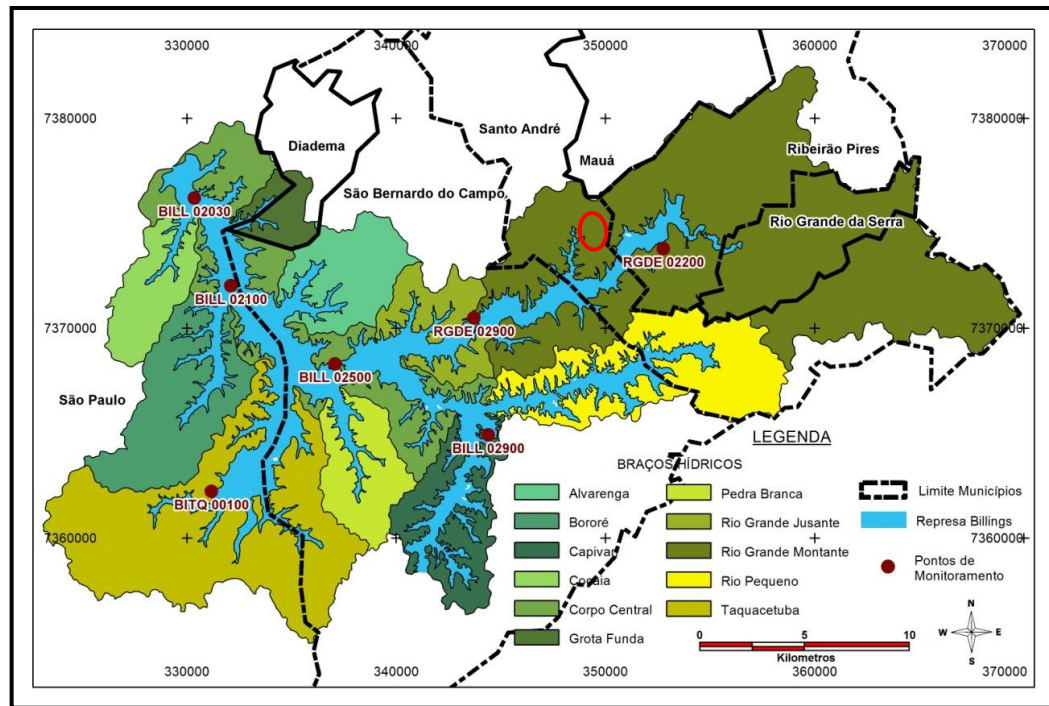 330000 340000 350000 360000 370000
7380000 7380000
Diadema
Santo André
Mauá
Ribeirão Pires
São Bernardo do Campo
BILL 02030
Rio Grande da Serra
RGDE 02200
BILL 02100
RGDE 02900
7370000 7370000
BILL 02500
São Paulo
BILL 02900
BITQ 00100
7360000 7360000
LEGENDA
BRAÇOS HÍDRICOS
Alvarenga
Bororé
Capivari
Cocaia
Corpo Central
Grota Funda
Pedra Branca
Rio Grande Jusante
Rio Grande Montante
Rio Pequeno
Taquacetuba
Limite Municípios
Represa Billings
Pontos de
Monitoramento
N
W E
S
0 5 10
Kilometros
330000 340000 350000 360000 370000